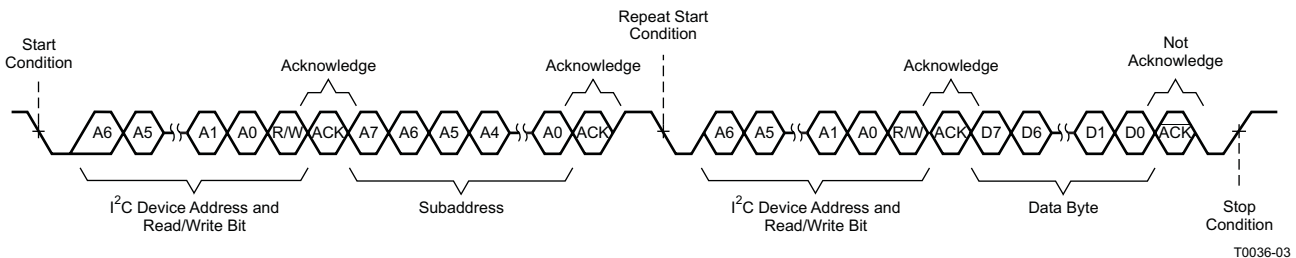 Start
Condition
Repeat Start
Condition
Not
Acknowledge
Acknowledge
Acknowledge
Acknowledge
A6 A5 A1 A0 R/W ACK A7 A6 A5 A4 A0 ACK A6 A5 A1 A0 R/W ACK D7 D6 D1 D0 ACK
I²C Device Address and
Read/Write Bit
Subaddress
I²C Device Address and
Read/Write Bit
Data Byte
Stop
Condition
T0036-03